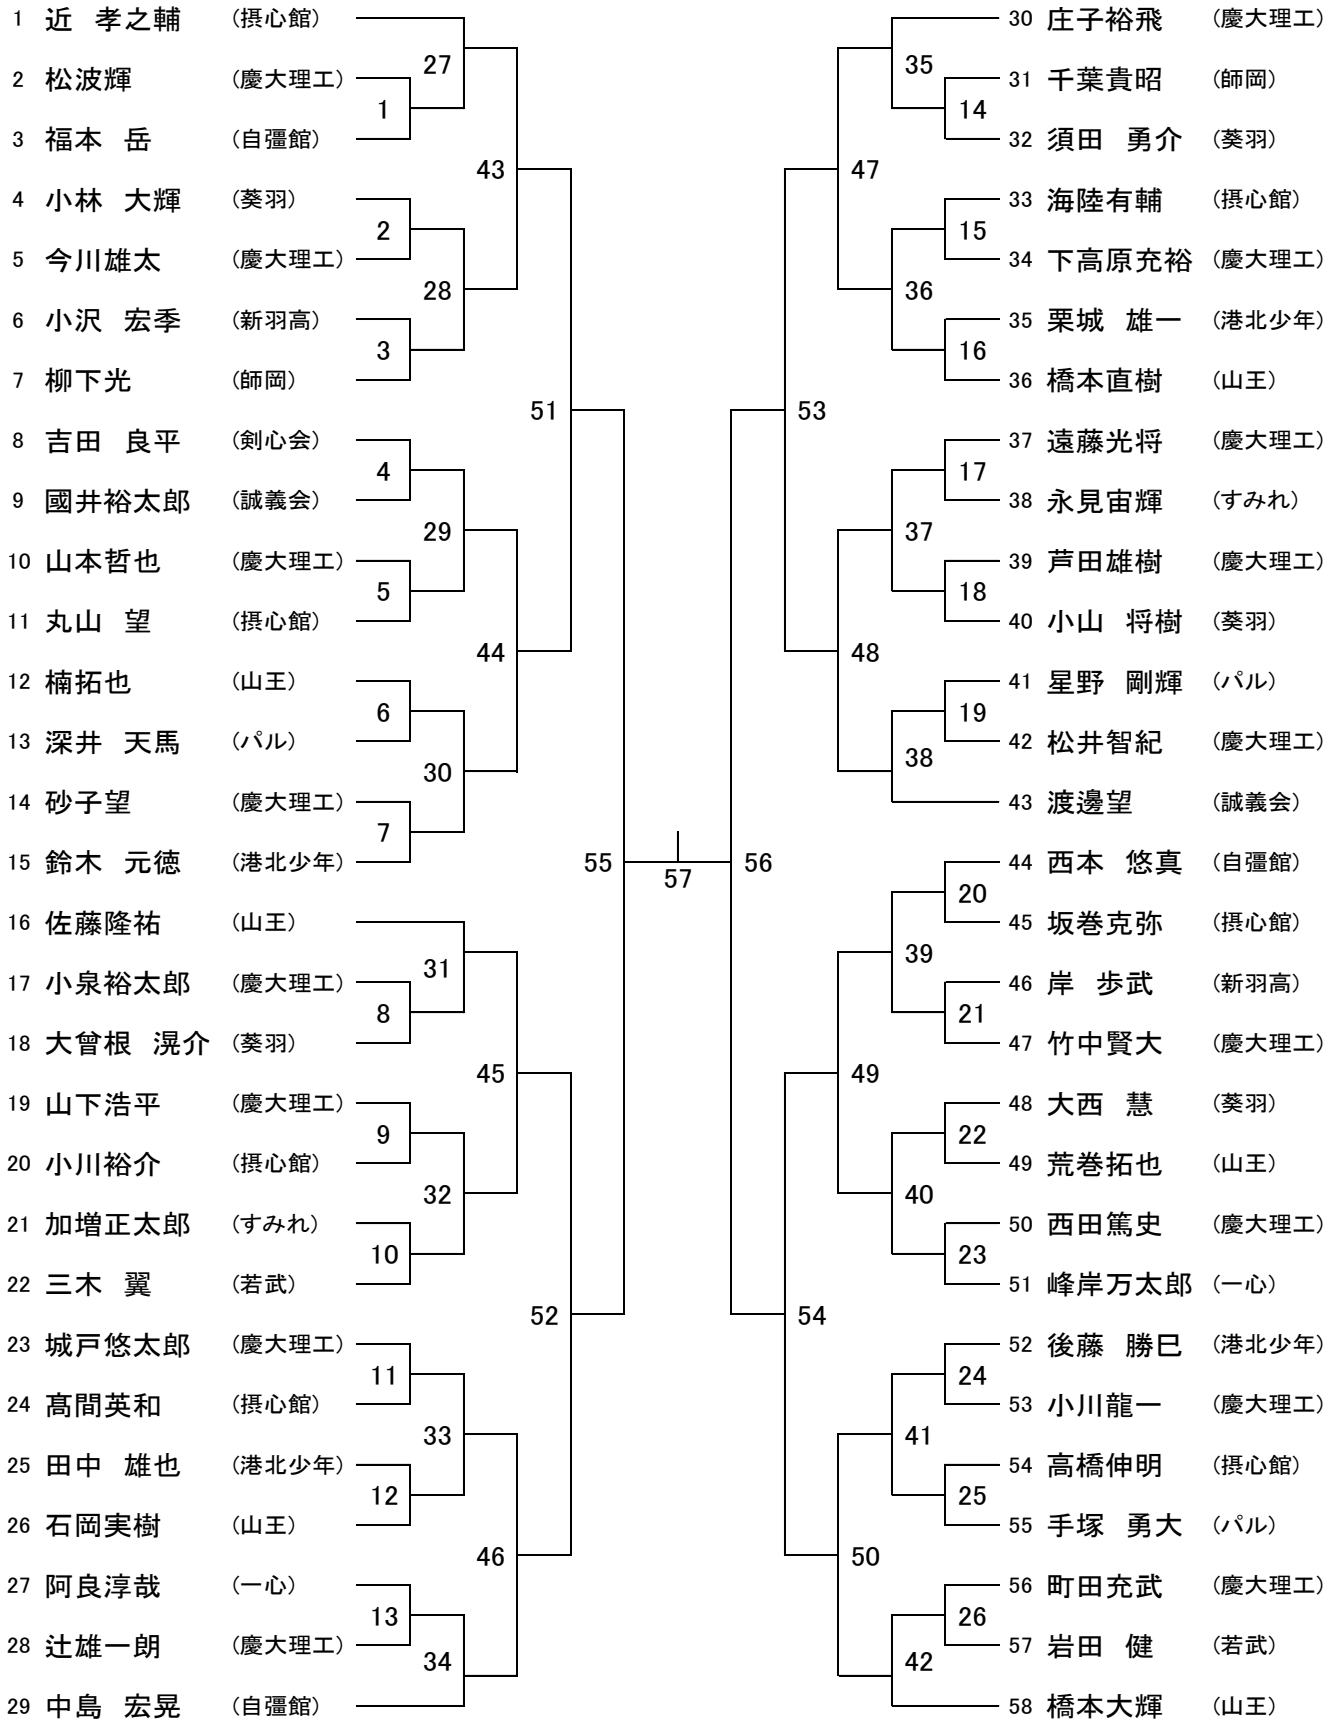 1 近 孝之輔 (摂心館)
2 松波輝 (慶大理工)
3 福本 岳 (自彊館)
4 小林 大輝 (葵羽)
5 今川雄太 (慶大理工)
6 小沢 宏季 (新羽高)
7 柳下光 (師岡)
8 吉田 良平 (剣心会)
9 國井裕太郎 (誠義会)
10 山本哲也 (慶大理工)
11 丸山 望 (摂心館)
12 楠拓也 (山王)
13 深井 天馬 (パル)
14 砂子望 (慶大理工)
15 鈴木 元徳 (港北少年)
16 佐藤隆祐 (山王)
17 小泉裕太郎 (慶大理工)
18 大曾根 滉介 (葵羽)
19 山下浩平 (慶大理工)
20 小川裕介 (摂心館)
21 加増正太郎 (すみれ)
22 三木 翼 (若武)
23 城戸悠太郎 (慶大理工)
24 髙間英和 (摂心館)
25 田中 雄也 (港北少年)
26 石岡実樹 (山王)
27 阿良淳哉 (一心)
28 辻雄一朗 (慶大理工)
29 中島 宏晃 (自彊館)
1
2
3
4
5
6
7
8
9
10
11
12
13
27
28
29
30
31
32
33
34
43
44
45
46
51
52
55
57
56
53
54
47
48
49
50
35
36
37
38
39
40
41
42
14
15
16
17
18
19
20
21
22
23
24
25
26
30 庄子裕飛 (慶大理工)
31 千葉貴昭 (師岡)
32 須田 勇介 (葵羽)
33 海陸有輔 (摂心館)
34 下高原充裕 (慶大理工)
35 栗城 雄一 (港北少年)
36 橋本直樹 (山王)
37 遠藤光将 (慶大理工)
38 永見宙輝 (すみれ)
39 芦田雄樹 (慶大理工)
40 小山 将樹 (葵羽)
41 星野 剛輝 (パル)
42 松井智紀 (慶大理工)
43 渡邊望 (誠義会)
44 西本 悠真 (自彊館)
45 坂巻克弥 (摂心館)
46 岸 歩武 (新羽高)
47 竹中賢大 (慶大理工)
48 大西 慧 (葵羽)
49 荒巻拓也 (山王)
50 西田篤史 (慶大理工)
51 峰岸万太郎 (一心)
52 後藤 勝巳 (港北少年)
53 小川龍一 (慶大理工)
54 高橋伸明 (摂心館)
55 手塚 勇大 (パル)
56 町田充武 (慶大理工)
57 岩田 健 (若武)
58 橋本大輝 (山王)